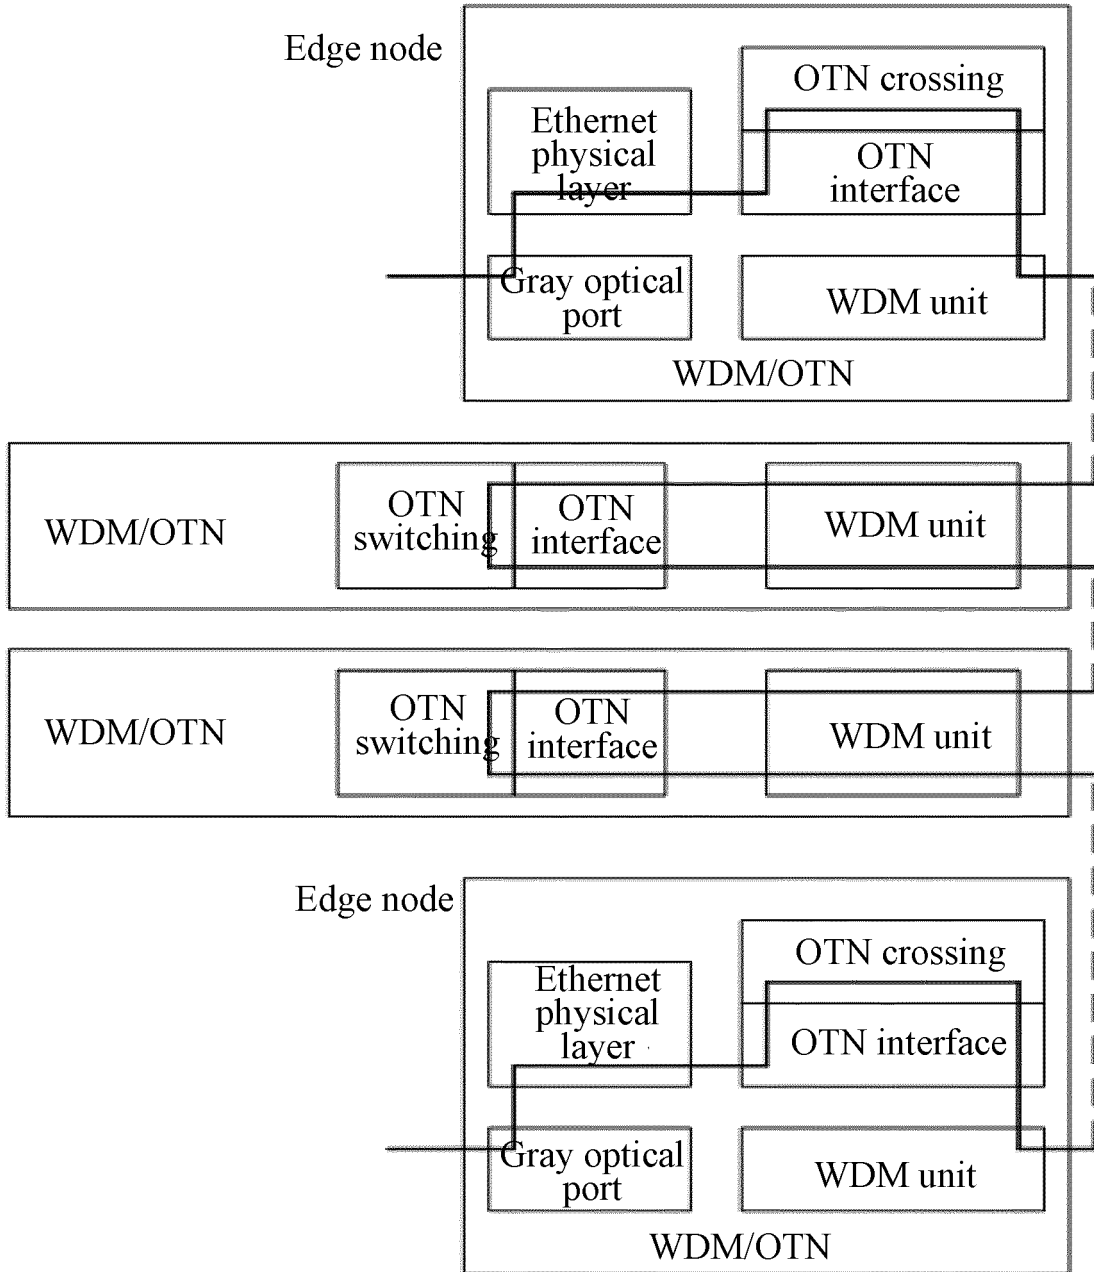 Edge node
OTN crossing
Ethernet
physical
layer
OTN
interface
Gray optical
port
WDM unit
WDM/OTN
WDM/OTN
OTN
switching
OTN
interface
WDM unit
WDM/OTN
OTN
switching
OTN
interface
WDM unit
Edge node
OTN crossing
Ethernet
physical
layer
OTN interface
Gray optical
port
WDM unit
WDM/OTN